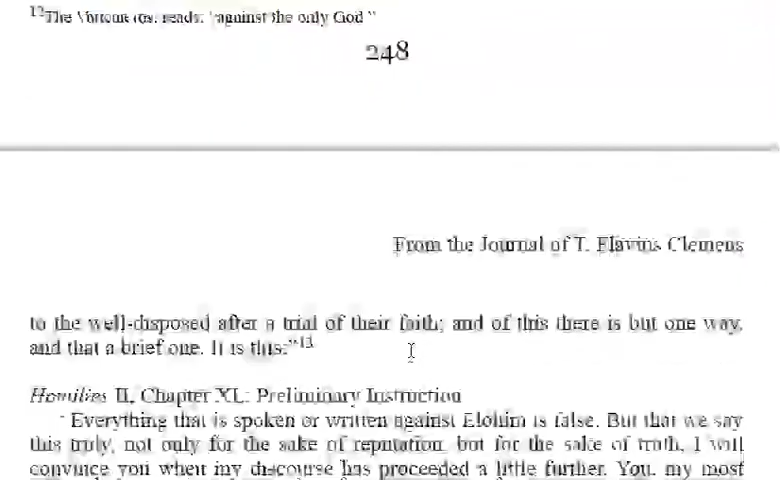 12The text reads: "against the only God"
248
From the Journal of T. Flavius Clemens
to the well-disposed after a trial of their faith; and of this there is but one way,
and that a brief one. It is this:"13
Homilies II, Chapter XL: Preliminary Instruction
Everything that is spoken or written against Elohim is false. But that we say
this truly, not only for the sake of reputation, but for the sake of truth, I will
convince you when my discourse has proceeded a little further. You, my most